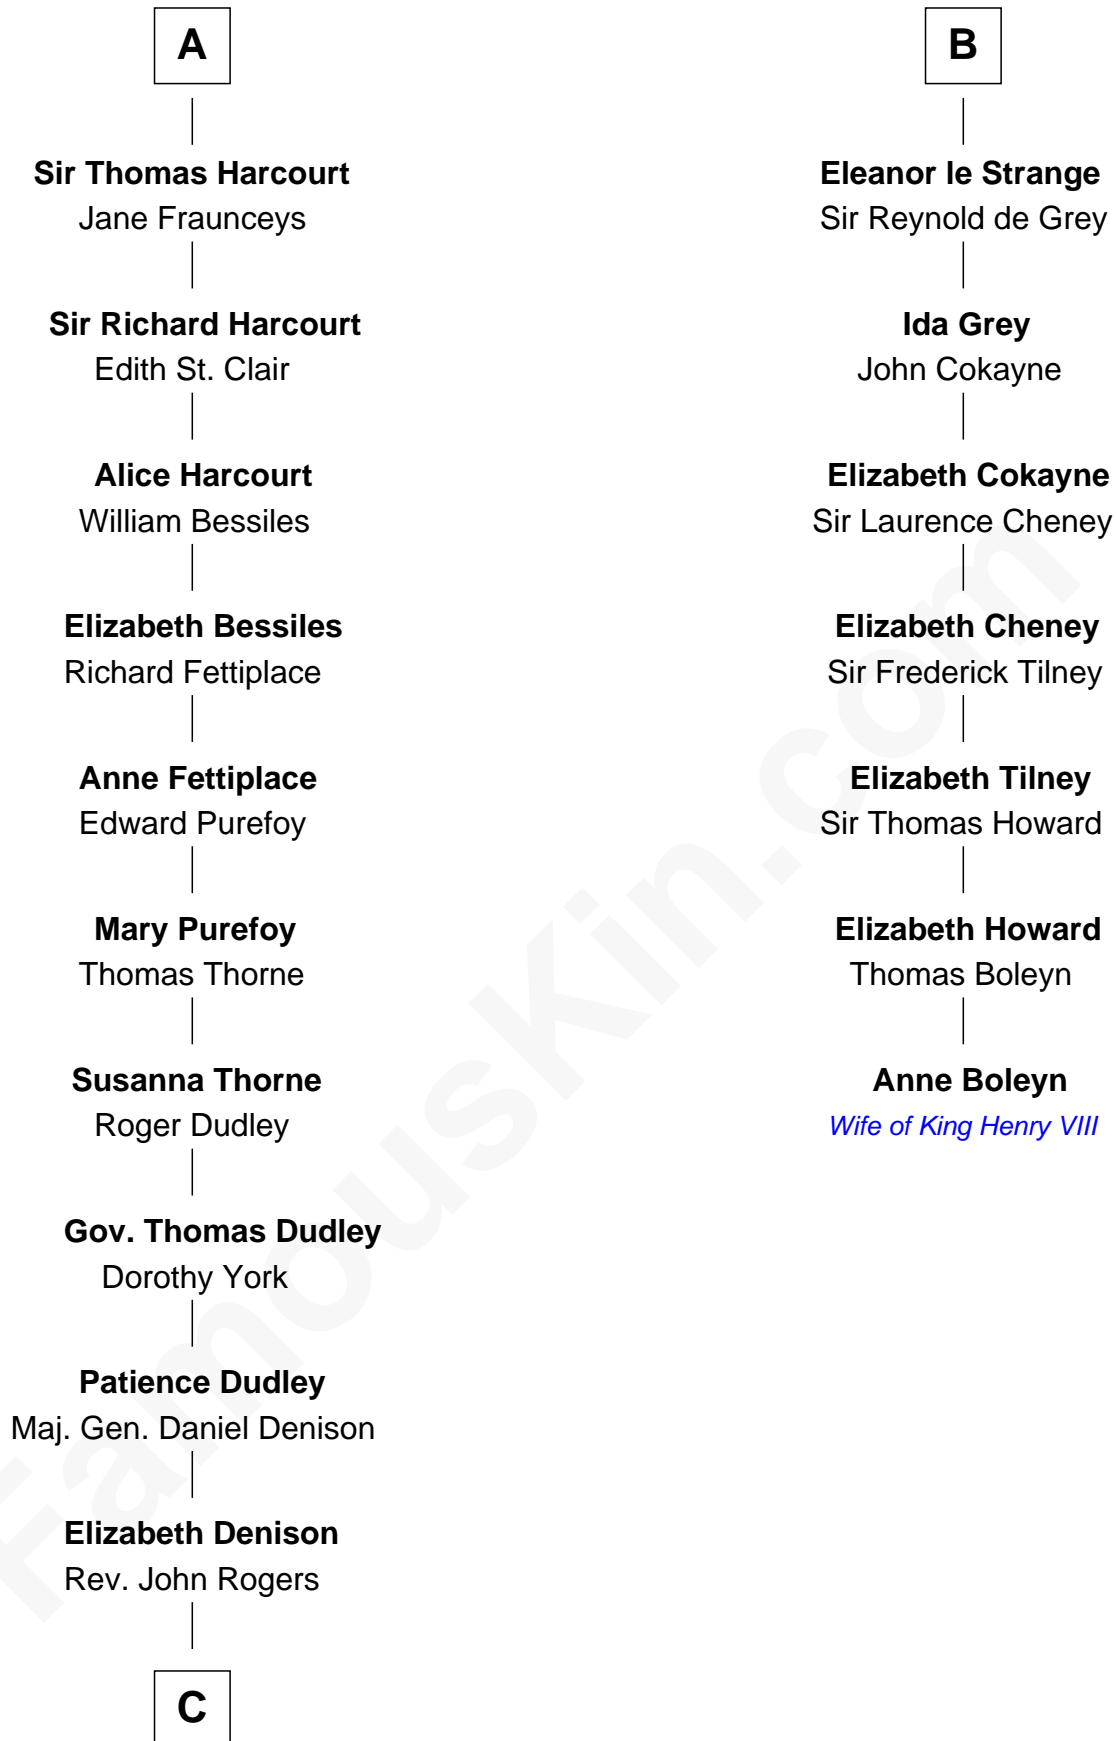 A
Sir Thomas Harcourt
Jane Fraunceys
Sir Richard Harcourt
Edith St. Clair
Alice Harcourt
William Bessiles
Elizabeth Bessiles
Richard Fettiplace
Anne Fettiplace
Edward Purefoy
Mary Purefoy
Thomas Thorne
Susanna Thorne
Roger Dudley
Gov. Thomas Dudley
Dorothy York
Patience Dudley
Maj. Gen. Daniel Denison
Elizabeth Denison
Rev. John Rogers
C
B
Eleanor le Strange
Sir Reynold de Grey
Ida Grey
John Cokayne
Elizabeth Cokayne
Sir Laurence Cheney
Elizabeth Cheney
Sir Frederick Tilney
Elizabeth Tilney
Sir Thomas Howard
Elizabeth Howard
Thomas Boleyn
Anne Boleyn
Wife of King Henry VIII
FamousKin.com